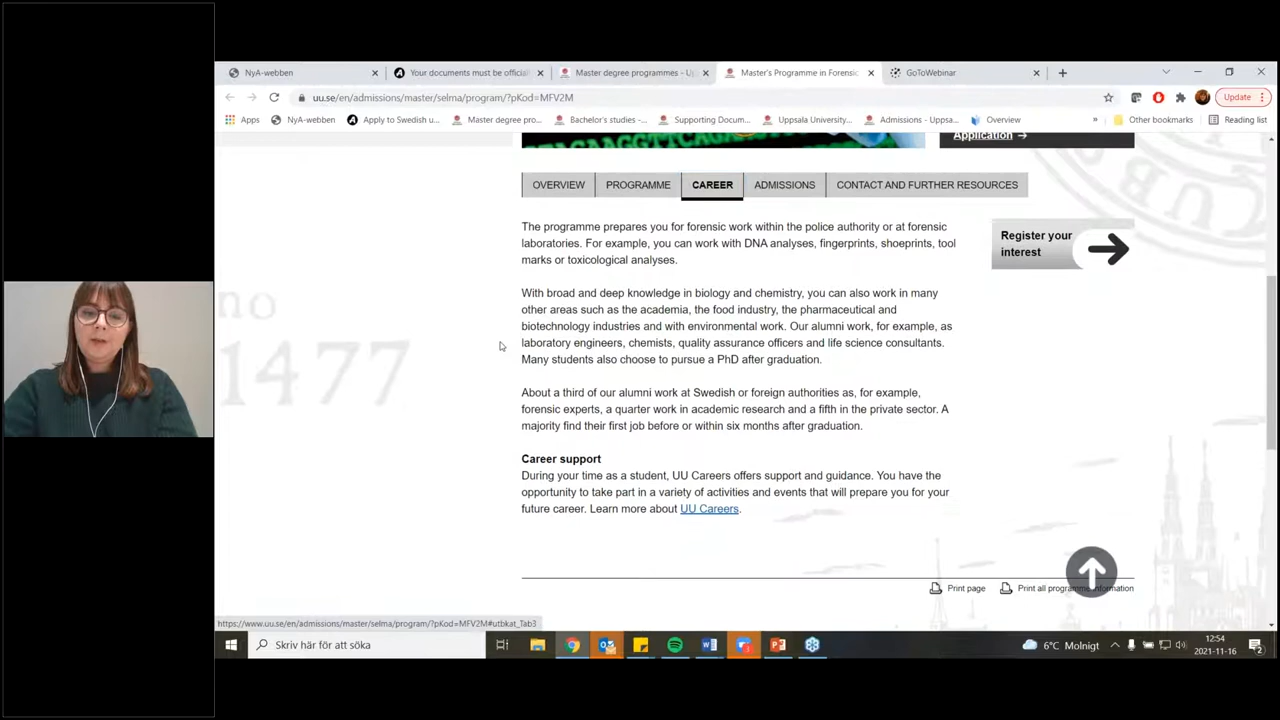 NyA-webben
Your documents must be official
Master degree programmes - Up
Master's Programme in Forensic
GoToWebinar
uu.se/en/admissions/master/selma/program/?pKod=MFV2M
Update
Apps
NyA-webben
Apply to Swedish u...
Master degree pro...
Bachelor's studies -...
Supporting Docum...
Uppsala University...
Admissions - Uppsa...
Overview
»
Other bookmarks
Reading list
Application →
OVERVIEW
PROGRAMME
CAREER
ADMISSIONS
CONTACT AND FURTHER RESOURCES
The programme prepares you for forensic work within the police authority or at forensic
laboratories. For example, you can work with DNA analyses, fingerprints, shoeprints, tool
marks or toxicological analyses.
Register your
interest
With broad and deep knowledge in biology and chemistry, you can also work in many
other areas such as the academia, the food industry, the pharmaceutical and
biotechnology industries and with environmental work. Our alumni work, for example, as
laboratory engineers, chemists, quality assurance officers and life science consultants.
Many students also choose to pursue a PhD after graduation.
no
1477
About a third of our alumni work at Swedish or foreign authorities as, for example,
forensic experts, a quarter work in academic research and a fifth in the private sector. A
majority find their first job before or within six months after graduation.
Career support
During your time as a student, UU Careers offers support and guidance. You have the
opportunity to take part in a variety of activities and events that will prepare you for your
future career. Learn more about UU Careers.
Print page
Print all programme information
https://www.uu.se/en/admissions/master/selma/program/?pKod=MFV2M#utbkat_Tab3
Skriv här för att söka
6°C Molnigt
12:54
2021-11-16
2